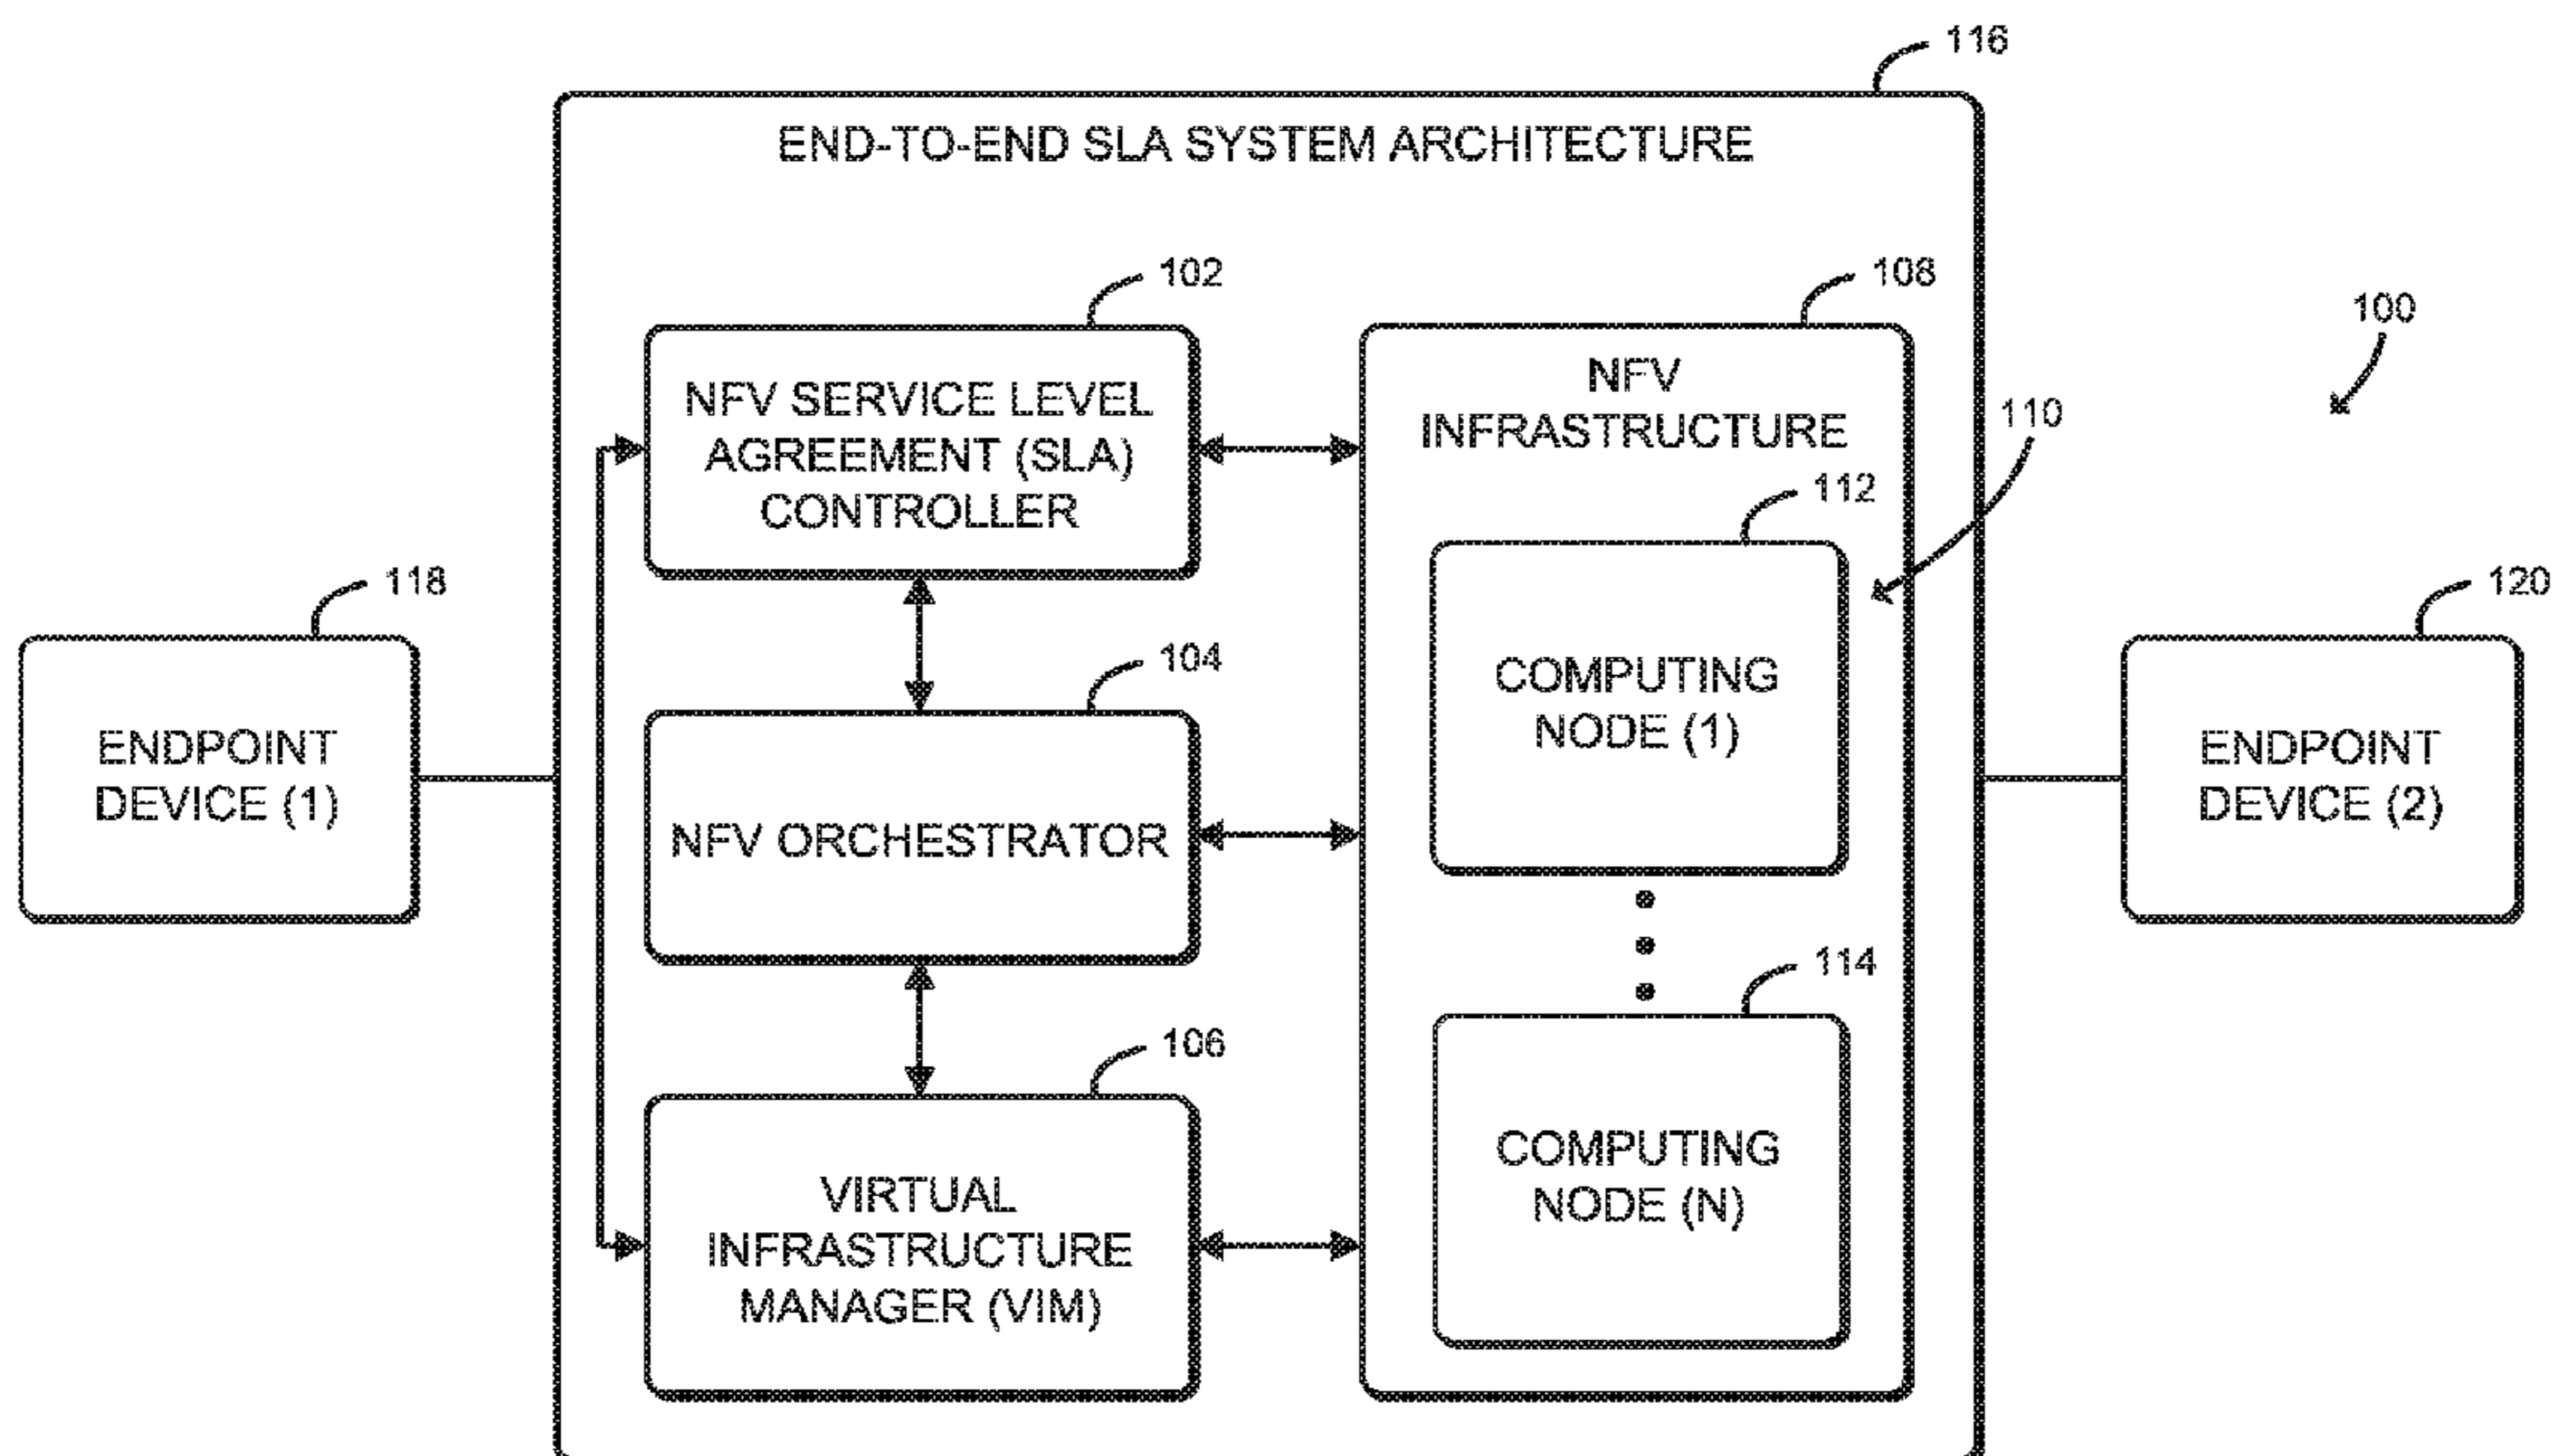 116
END-TO-END SLA SYSTEM ARCHITECTURE
102
108
100
NFV SERVICE LEVEL
AGREEMENT (SLA)
CONTROLLER
NFV
INFRASTRUCTURE
110
112
118
120
104
ENDPOINT
DEVICE (1)
NFV ORCHESTRATOR
COMPUTING
NODE (1)
ENDPOINT
DEVICE (2)
114
106
VIRTUAL
INFRASTRUCTURE
MANAGER (VIM)
COMPUTING
NODE (N)